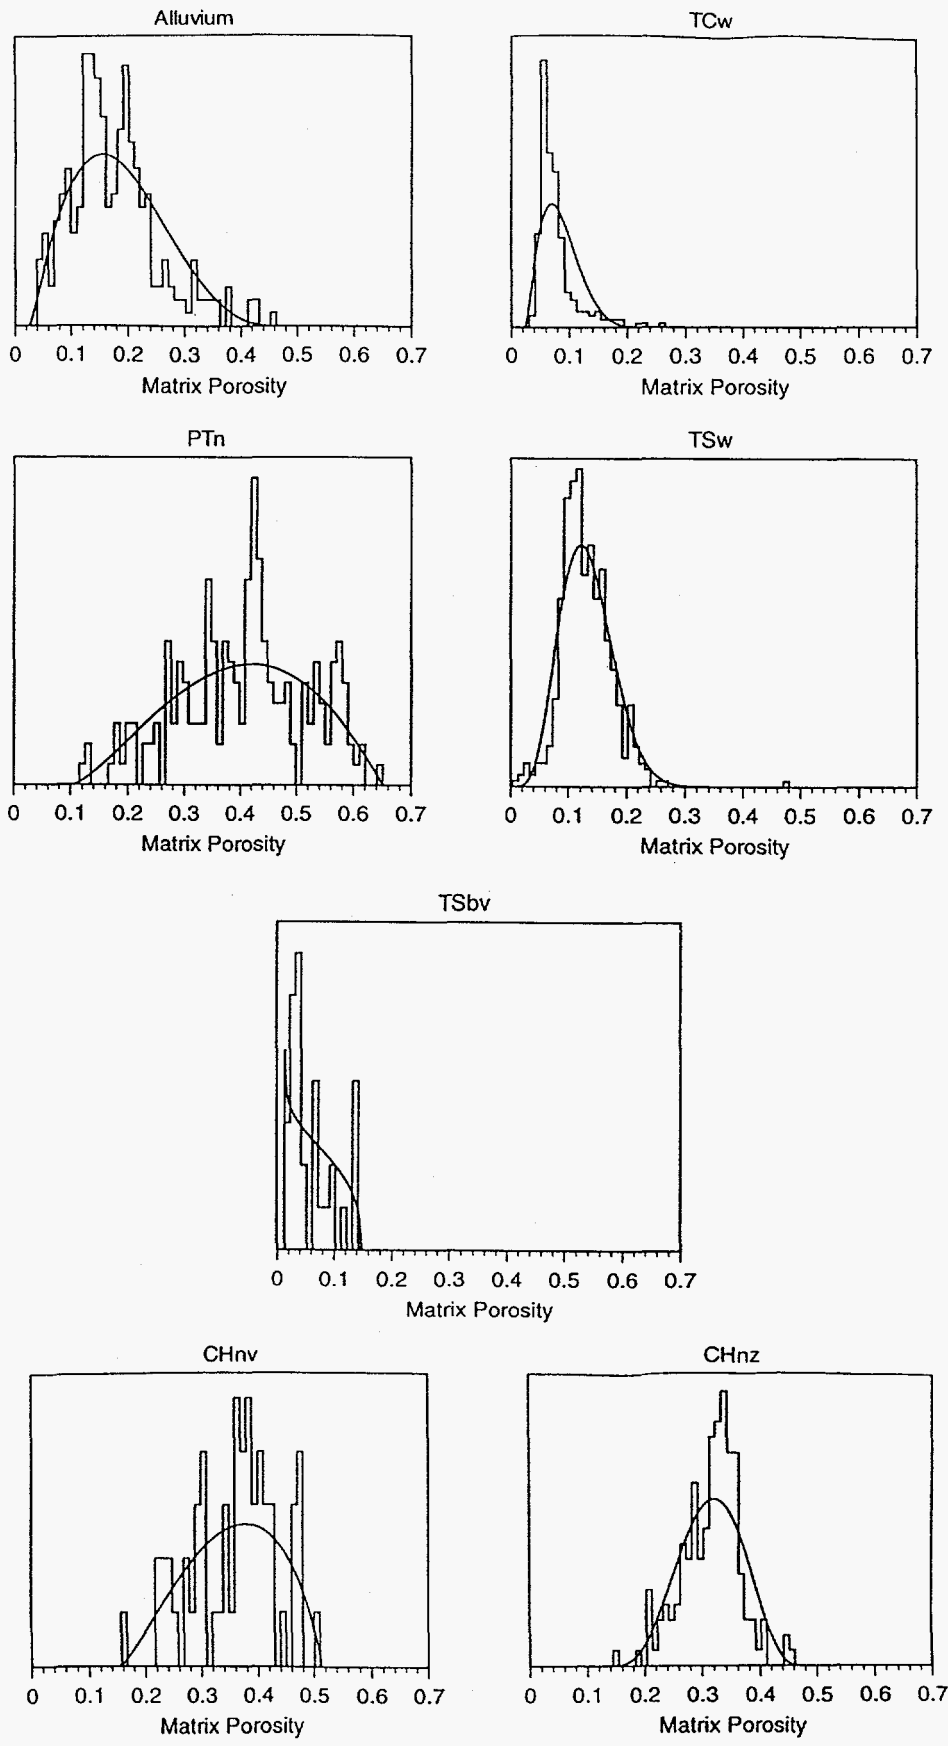 Alluvium TCw
0 0.1 0.2 0.3 0.4 0.5 0.6 0.7 0 0.1 0.2 0.3 0.4 0.5 0.6 0.7
Matrix Porosity Matrix Porosity
PTn TSw
0 0.1 0.2 0.3 0.4 0.5 0.6 0.7 0 0.1 0.2 0.3 0.4 0.5 0.6 0.7
Matrix Porosity Matrix Porosity
TSbv
0 0.1 0.2 0.3 0.4 0.5 0.6 0.7
Matrix Porosity
CHnv CHnz
0 0.1 0.2 0.3 0.4 0.5 0.6 0.7 0 0.1 0.2 0.3 0.4 0.5 0.6 0.7
Matrix Porosity Matrix Porosity